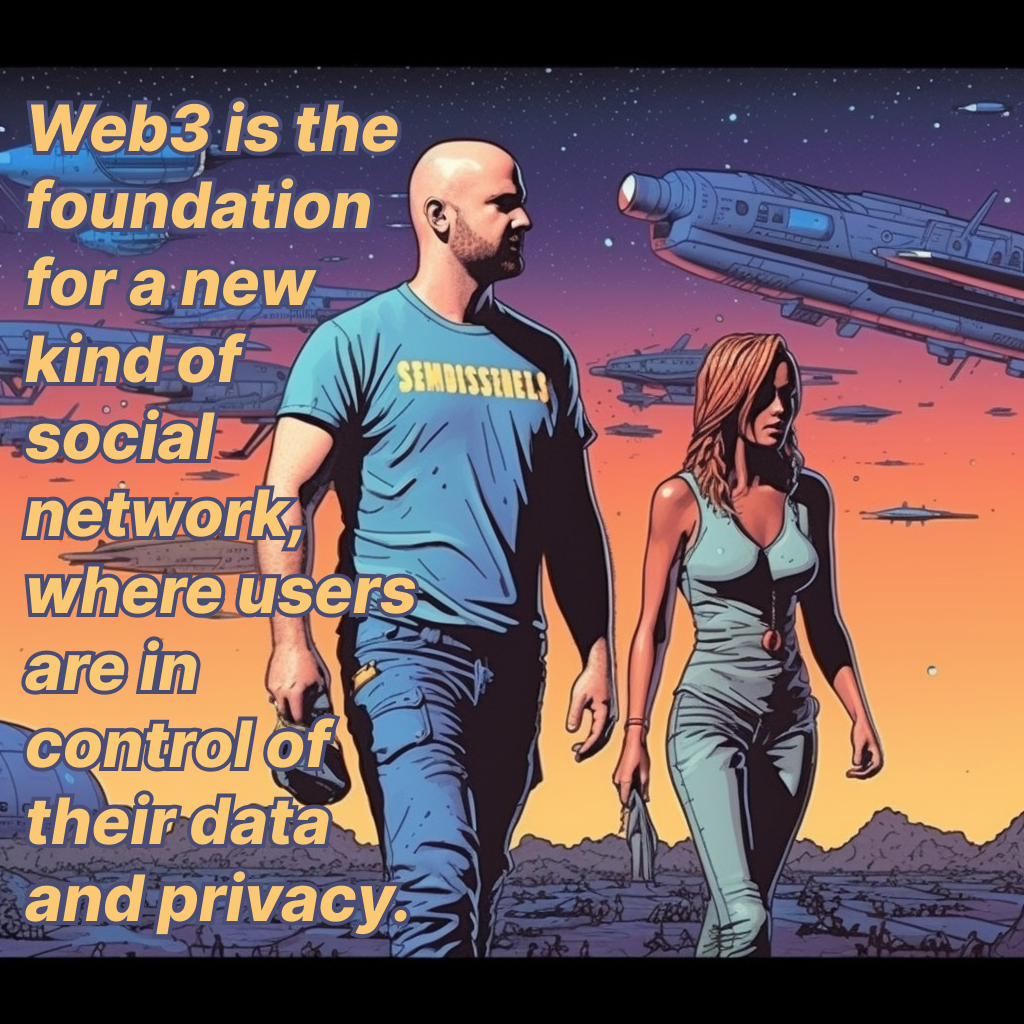 Web3 is the
foundation
for a new
kind of
social
network,
where users
are in
control of
their data
and privacy.